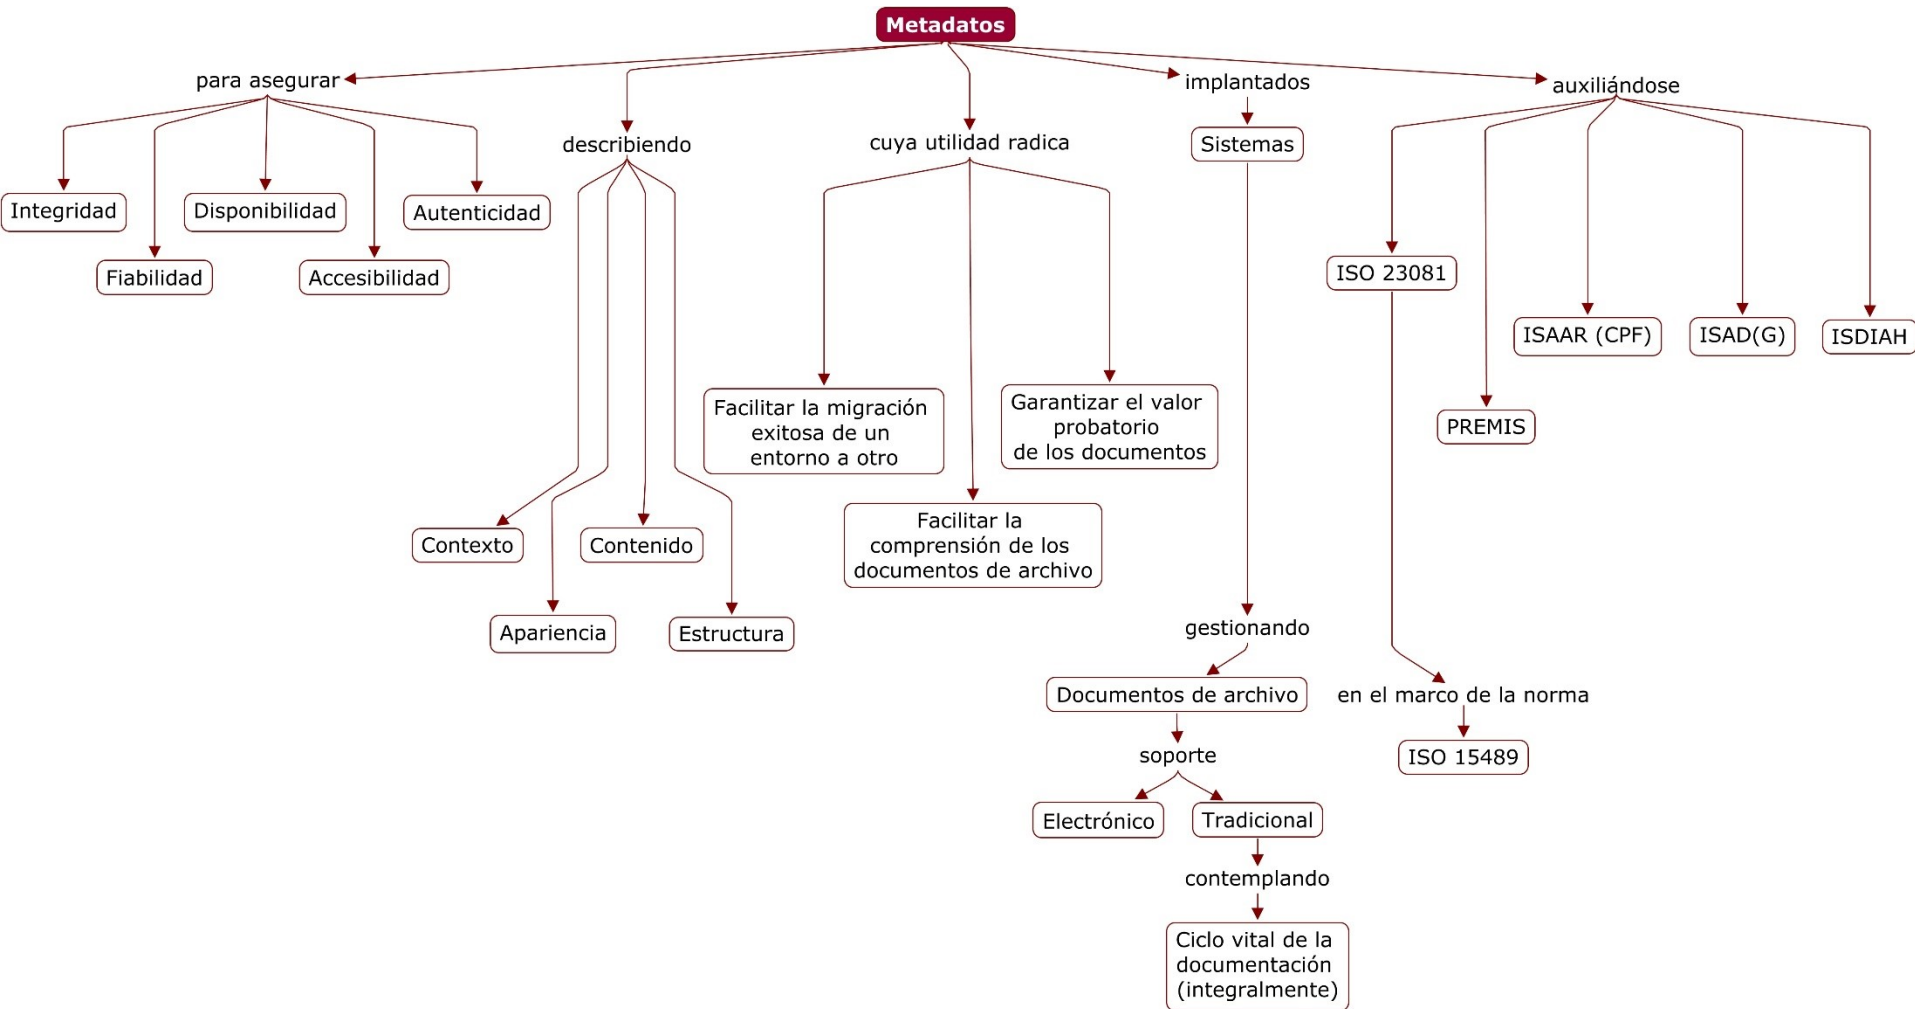 Metadatos
para asegurar
implantados
auxiliándose
describiendo
cuya utilidad radica
Sistemas
Integridad
Disponibilidad
Autenticidad
Fiabilidad
Accesibilidad
ISO 23081
ISAAR (CPF)
ISAD(G)
ISDIAH
Facilitar la migración
exitosa de un
entorno a otro
Garantizar el valor
probatorio
de los documentos
PREMIS
Contexto
Contenido
Facilitar la
comprensión de los
documentos de archivo
Apariencia
Estructura
gestionando
Documentos de archivo
en el marco de la norma
soporte
ISO 15489
Electrónico
Tradicional
contemplando
Ciclo vital de la
documentación
(integralmente)